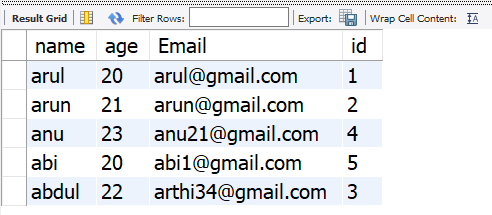 Result Grid Filter Rows: Export: Wrap Cell Content:
name age Email id
arul 20 arul@gmail.com 1
arun 21 arun@gmail.com 2
anu 23 anu21@gmail.com 4
abi 20 abi1@gmail.com 5
abdul 22 arthi34@gmail.com 3